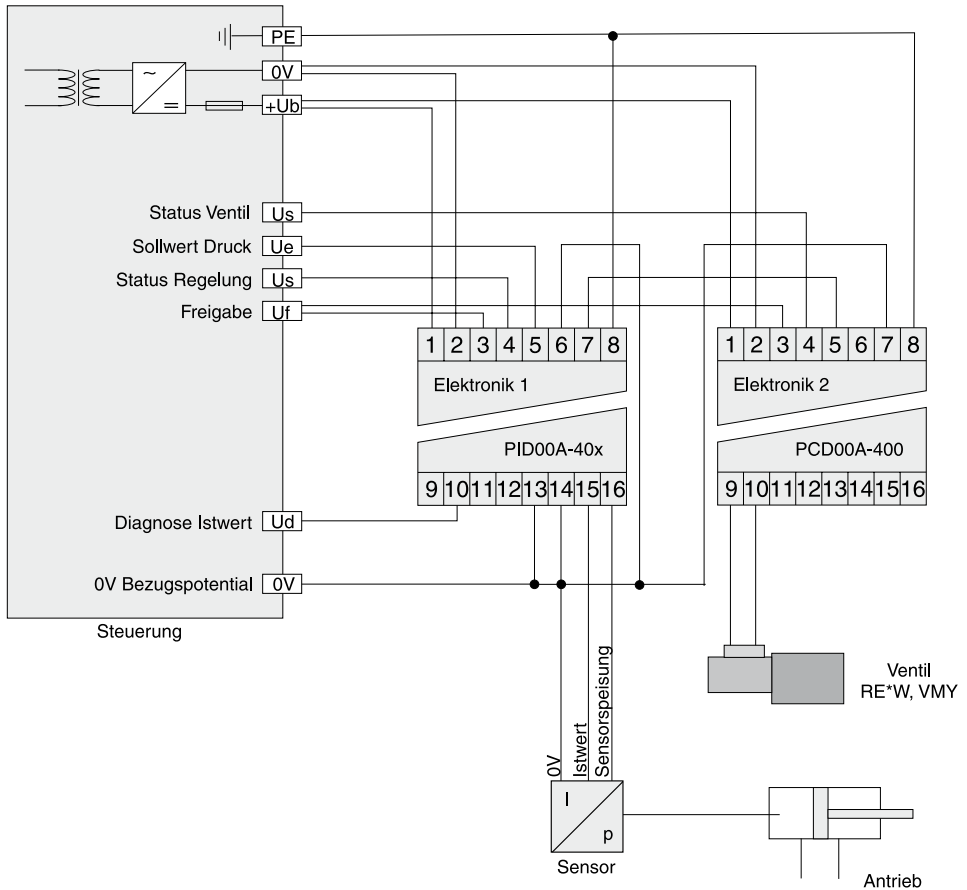 PE
0V
~
=
+Ub
Status Ventil Us
Sollwert Druck Ue
Status Regelung Us
Freigabe Uf
1 2 3 4 5 6 7 8
Elektronik 1
PID00A-40x
9 10 11 12 13 14 15 16
1 2 3 4 5 6 7 8
Elektronik 2
PCD00A-400
9 10 11 12 13 14 15 16
Diagnose Istwert Ud
0V Bezugspotential 0V
Steuerung
0V
Istwert
Sensorspeisung
Ventil
RE*W, VMY
I
p
Sensor
Antrieb